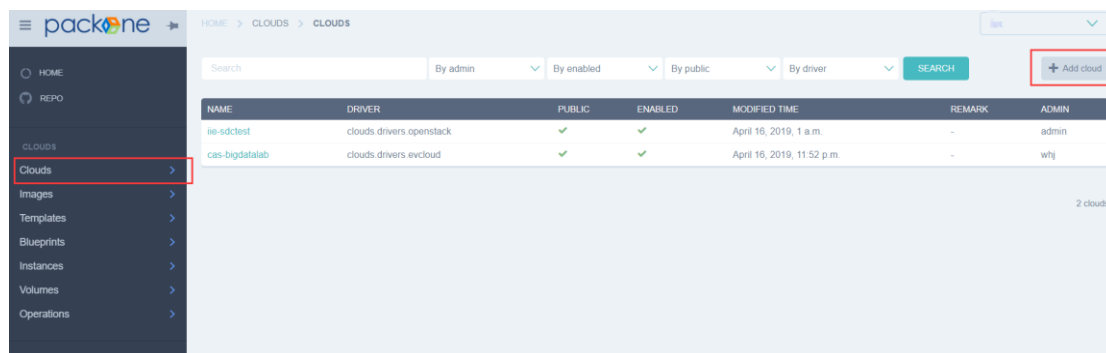 packone
HOME > CLOUDS > CLOUDS
HOME
REPO
CLOUDS
Clouds
Images
Templates
Blueprints
Instances
Volumes
Operations
Search
By admin
By enabled
By public
By driver
SEARCH
+ Add cloud
NAME DRIVER PUBLIC ENABLED MODIFIED TIME REMARK ADMIN
iie-sdctest clouds.drivers.openstack ✓ ✓ April 16, 2019, 1 a.m. - admin
cas-bigdatalab clouds.drivers.evcloud ✓ ✓ April 16, 2019, 11:52 p.m. - whj
2 clouds